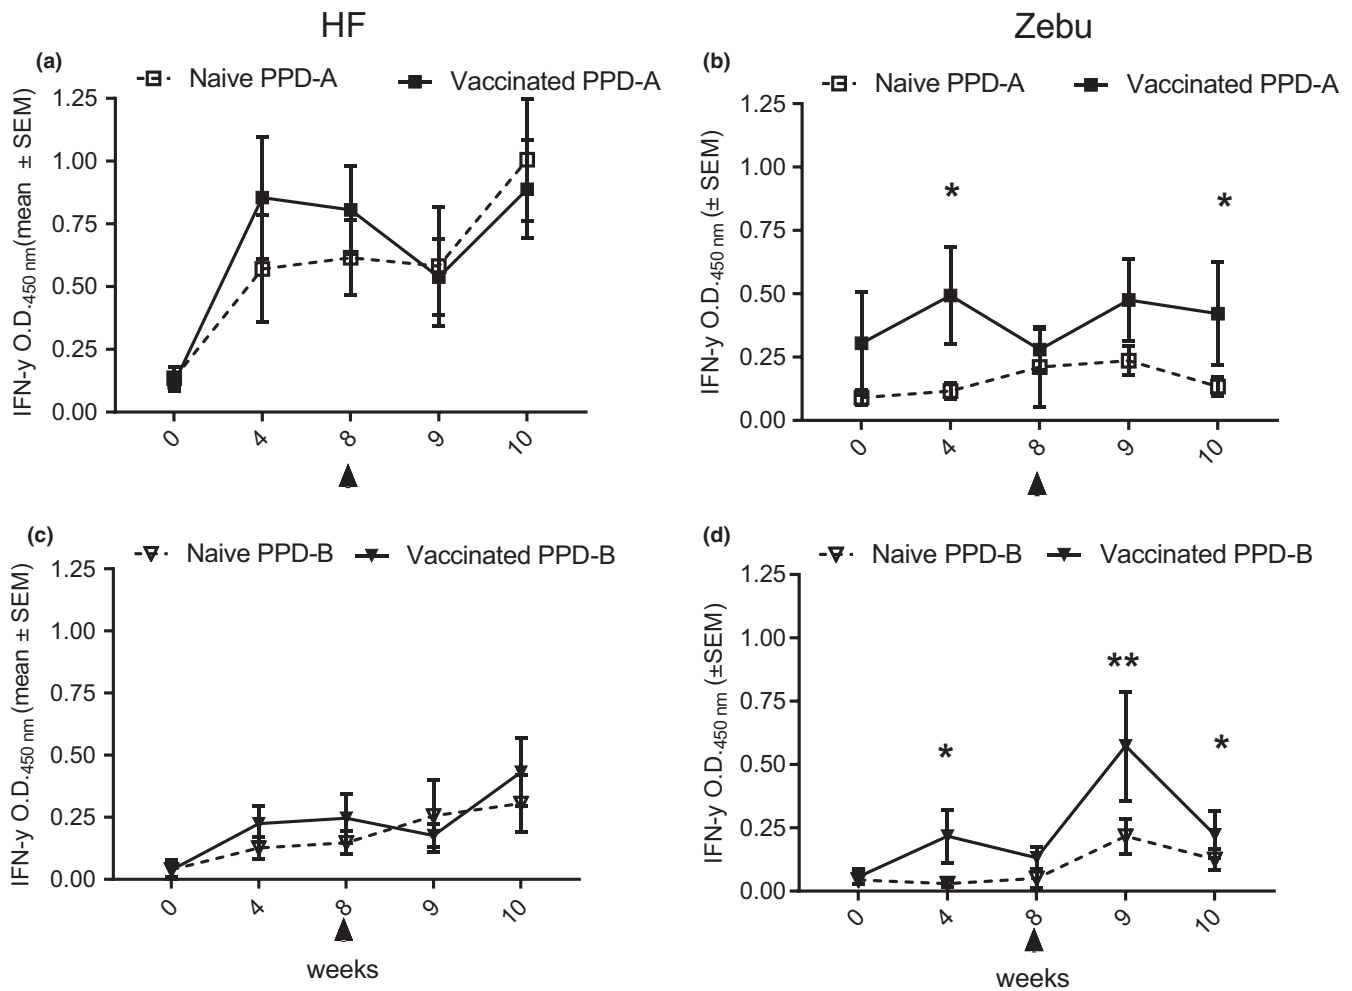 HF
Zebu
(a)
Naive PPD-A
Vaccinated PPD-A
IFN-y O.D.450 nm (mean ± SEM)
1.25
1.00
0.75
0.50
0.25
0.00
0
4
8
9
10
(b)
Naive PPD-A
Vaccinated PPD-A
IFN-y O.D.450 nm (± SEM)
1.25
1.00
0.75
0.50
0.25
0.00
*
*
0
4
8
9
10
(c)
Naive PPD-B
Vaccinated PPD-B
IFN-y O.D.450 nm (mean ± SEM)
1.25
1.00
0.75
0.50
0.25
0.00
0
4
8
9
10
weeks
(d)
Naive PPD-B
Vaccinated PPD-B
IFN-y O.D.450 nm (±SEM)
1.25
1.00
0.75
0.50
0.25
0.00
*
**
*
0
4
8
9
10
weeks